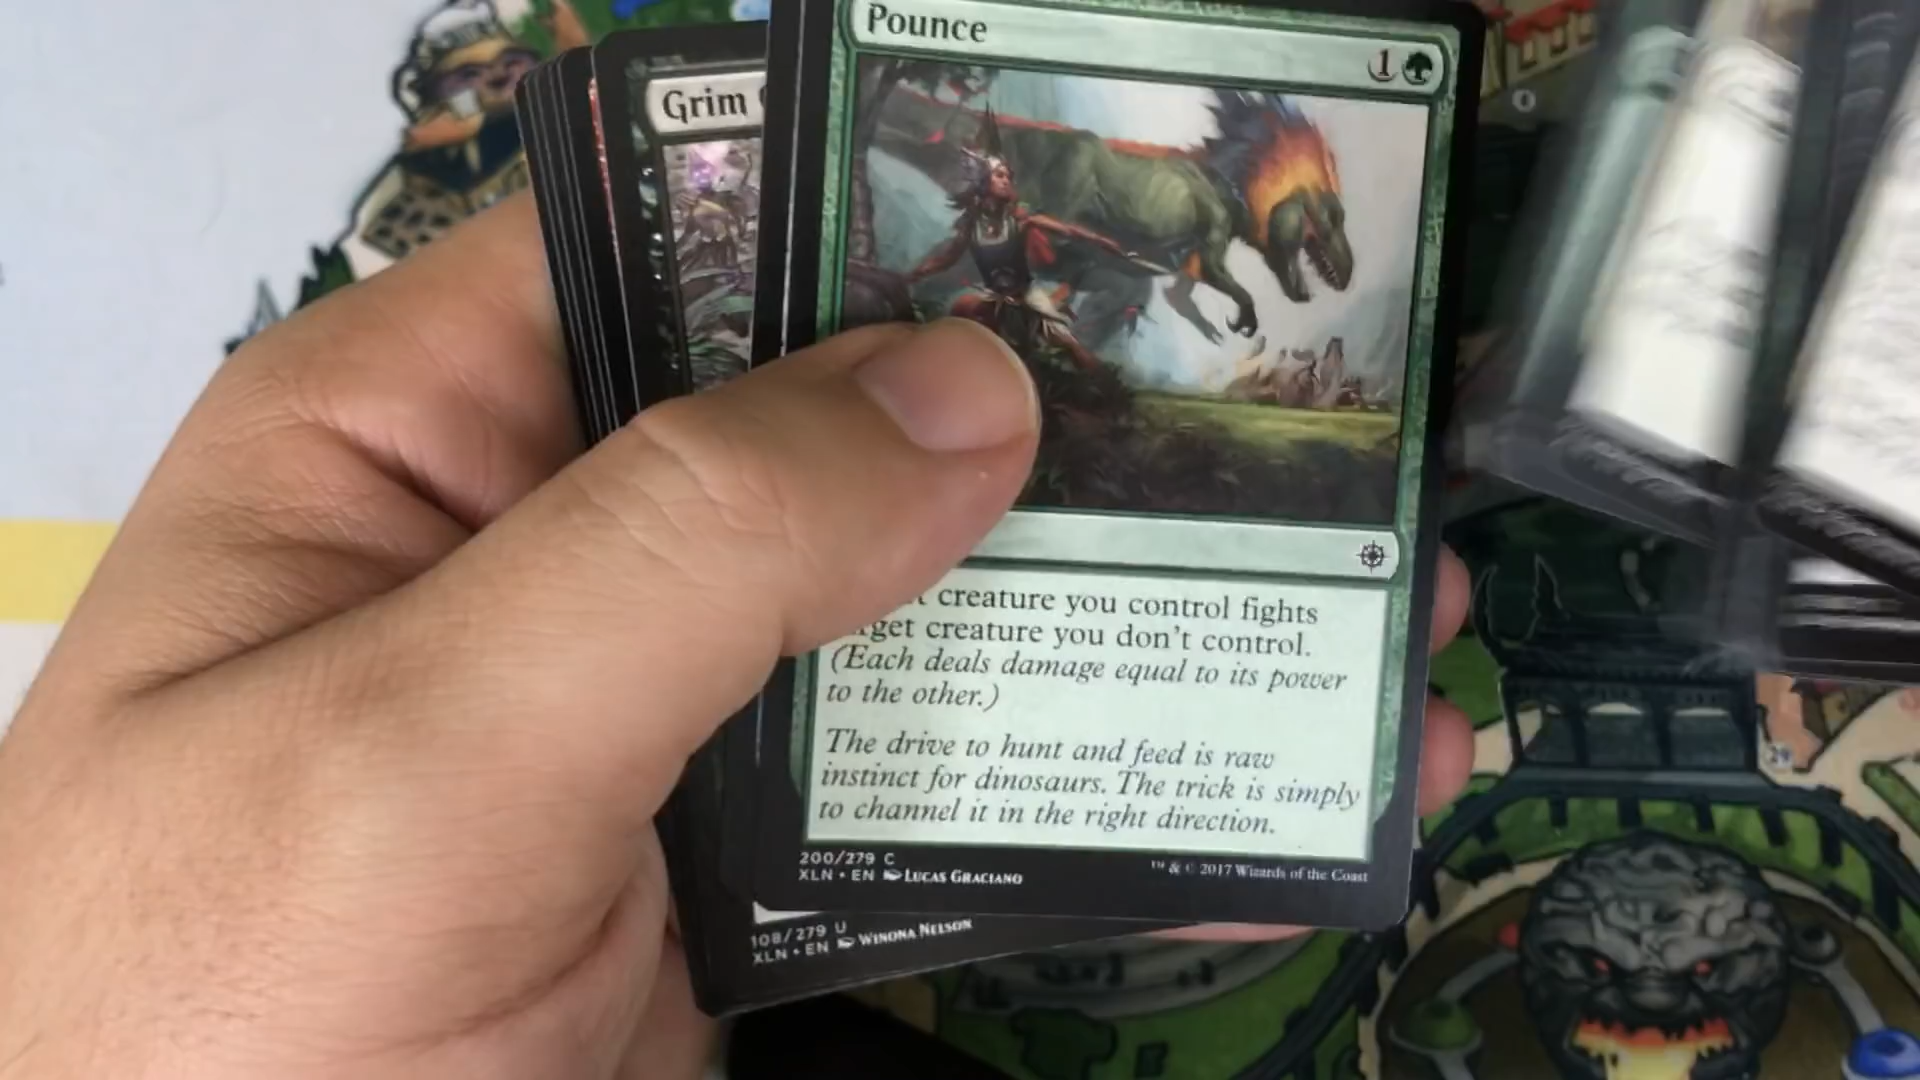 Pounce
1
Grim
creature you control fights
get creature you don't control.
(Each deals damage equal to its power
to the other.)
The drive to hunt and feed is raw
instinct for dinosaurs. The trick is simply
to channel it in the right direction.
200/279 C
XLN • EN LUCAS GRACIANO
™ & © 2017 Wizards of the Coast
108/279 U
XLN • EN WINONA NELSON
29